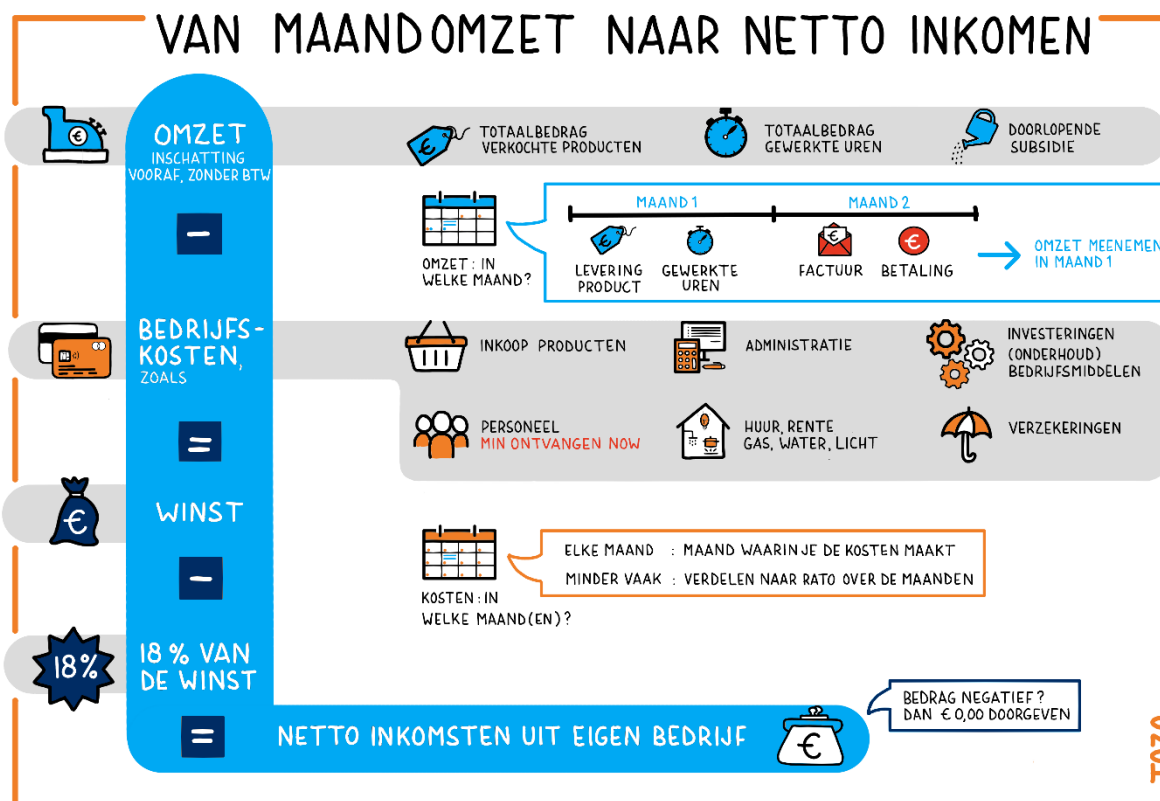 VAN MAANDOMZET NAAR NETTO INKOMEN
OMZET
INSCHATTING
VOORAF, ZONDER BTW
€
TOTAALBEDRAG
VERKOCHTE PRODUCTEN
TOTAALBEDRAG
GEWERKTE UREN
DOORLOPENDE
SUBSIDIE
-
OMZET: IN
WELKE MAAND?
MAAND 1
MAAND 2
LEVERING
PRODUCT
GEWERKTE
UREN
FACTUUR
BETALING
OMZET MEENEMEN
IN MAAND 1
BEDRIJFS-
KOSTEN,
ZOALS
INKOOP PRODUCTEN
ADMINISTRATIE
INVESTERINGEN
(ONDERHOUD)
BEDRIJFSMIDDELEN
PERSONEEL
MIN ONTVANGEN NOW
HUUR, RENTE
GAS, WATER, LICHT
VERZEKERINGEN
=
€
WINST
-
KOSTEN: IN
WELKE MAAND(EN)?
ELKE MAAND : MAAND WAARIN JE DE KOSTEN MAAKT
MINDER VAAK : VERDELEN NAAR RATO OVER DE MAANDEN
18%
18% VAN
DE WINST
=
NETTO INKOMSTEN UIT EIGEN BEDRIJF
€
BEDRAG NEGATIEF?
DAN € 0,00 DOORGEVEN